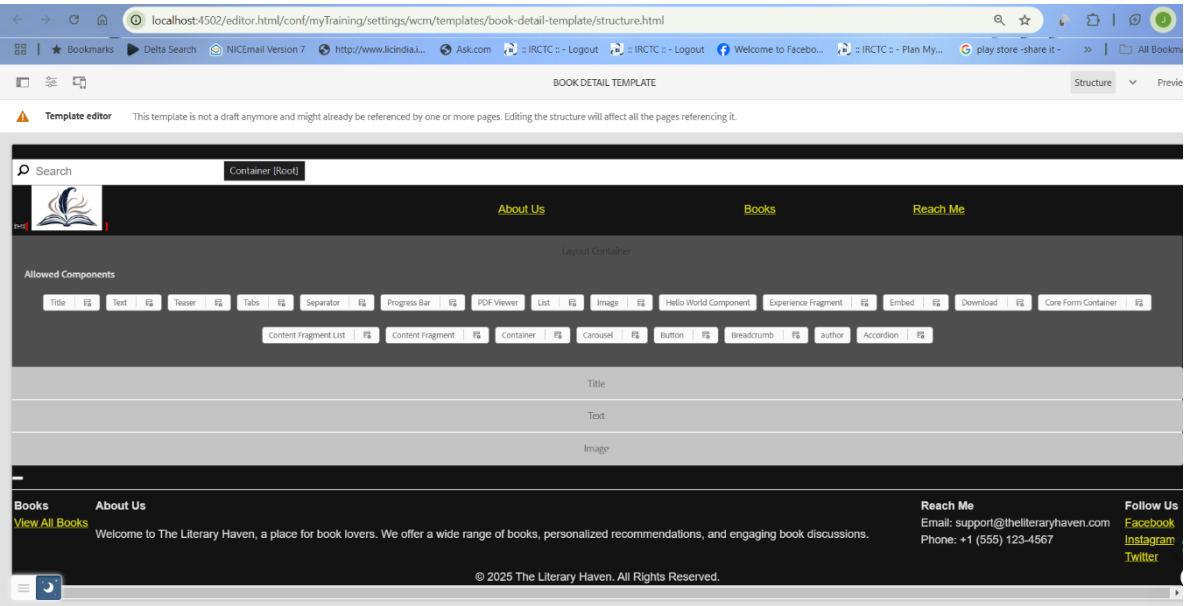 localhost:4502/editor.html/conf/myTraining/settings/wcm/templates/book-detail-template/structure.html
J
Bookmarks Delta Search NICEmail Version 7 http://www.licindia.i... Ask.com :: IRCTC :: - Logout :: IRCTC :: - Logout Welcome to Facebo... :: IRCTC :: - Plan My... play store -share it - » All Bookma
BOOK DETAIL TEMPLATE Structure Previe
Template editor This template is not a draft anymore and might already be referenced by one or more pages. Editing the structure will affect all the pages referencing it.
Search Container [Root]
About Us Books Reach Me
Layout Container
Allowed Components
Title Text Teaser Tabs Separator Progress Bar PDF Viewer List Image Hello World Component Experience Fragment Embed Download Core Form Container
Content Fragment List Content Fragment Container Carousel Button Breadcrumb author Accordion
Title
Text
Image
Books About Us Reach Me Follow Us
View All Books Welcome to The Literary Haven, a place for book lovers. We offer a wide range of books, personalized recommendations, and engaging book discussions. Email: support@theliteraryhaven.com Facebook
Phone: +1 (555) 123-4567 Instagram
Twitter
© 2025 The Literary Haven. All Rights Reserved.